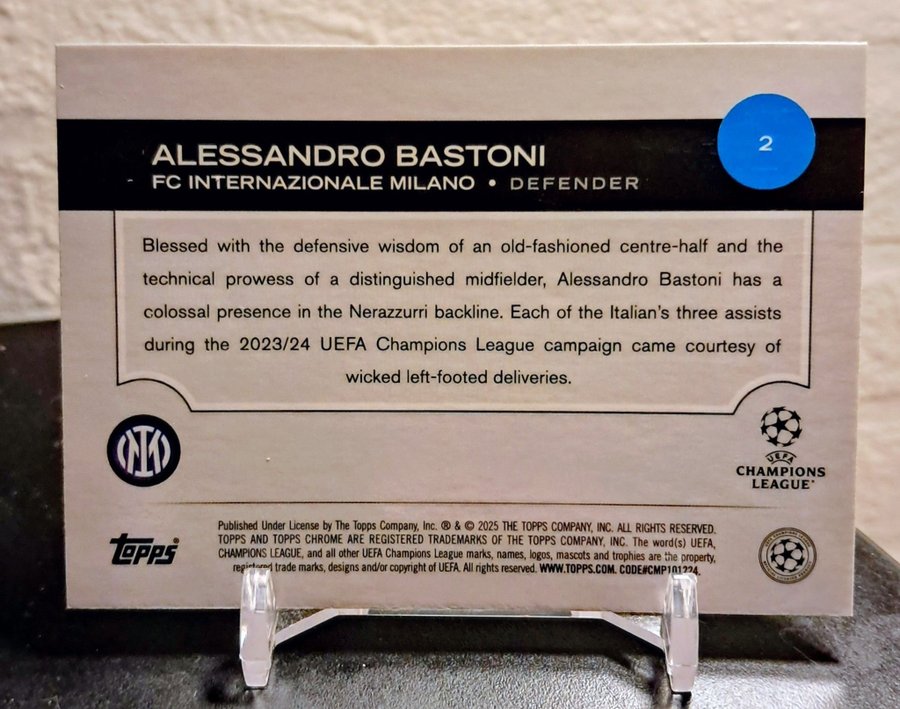 2
ALESSANDRO BASTONI
FC INTERNAZIONALE MILANO • DEFENDER
Blessed with the defensive wisdom of an old-fashioned centre-half and the
technical prowess of a distinguished midfielder, Alessandro Bastoni has a
colossal presence in the Nerazzurri backline. Each of the Italian's three assists
during the 2023/24 UEFA Champions League campaign came courtesy of
wicked left-footed deliveries.
UEFA
CHAMPIONS
LEAGUE
topps
Published Under License by The Topps Company, Inc. ® & © 2025 THE TOPPS COMPANY, INC. ALL RIGHTS RESERVED.
TOPPS AND TOPPS CHROME ARE REGISTERED TRADEMARKS OF THE TOPPS COMPANY, INC. The word(s) UEFA,
CHAMPIONS LEAGUE, and all other UEFA Champions League marks, names, logos, mascots and trophies are the property,
registered trade marks, designs and/or copyright of UEFA. All rights reserved. WWW.TOPPS.COM. CODE#CMP101224.